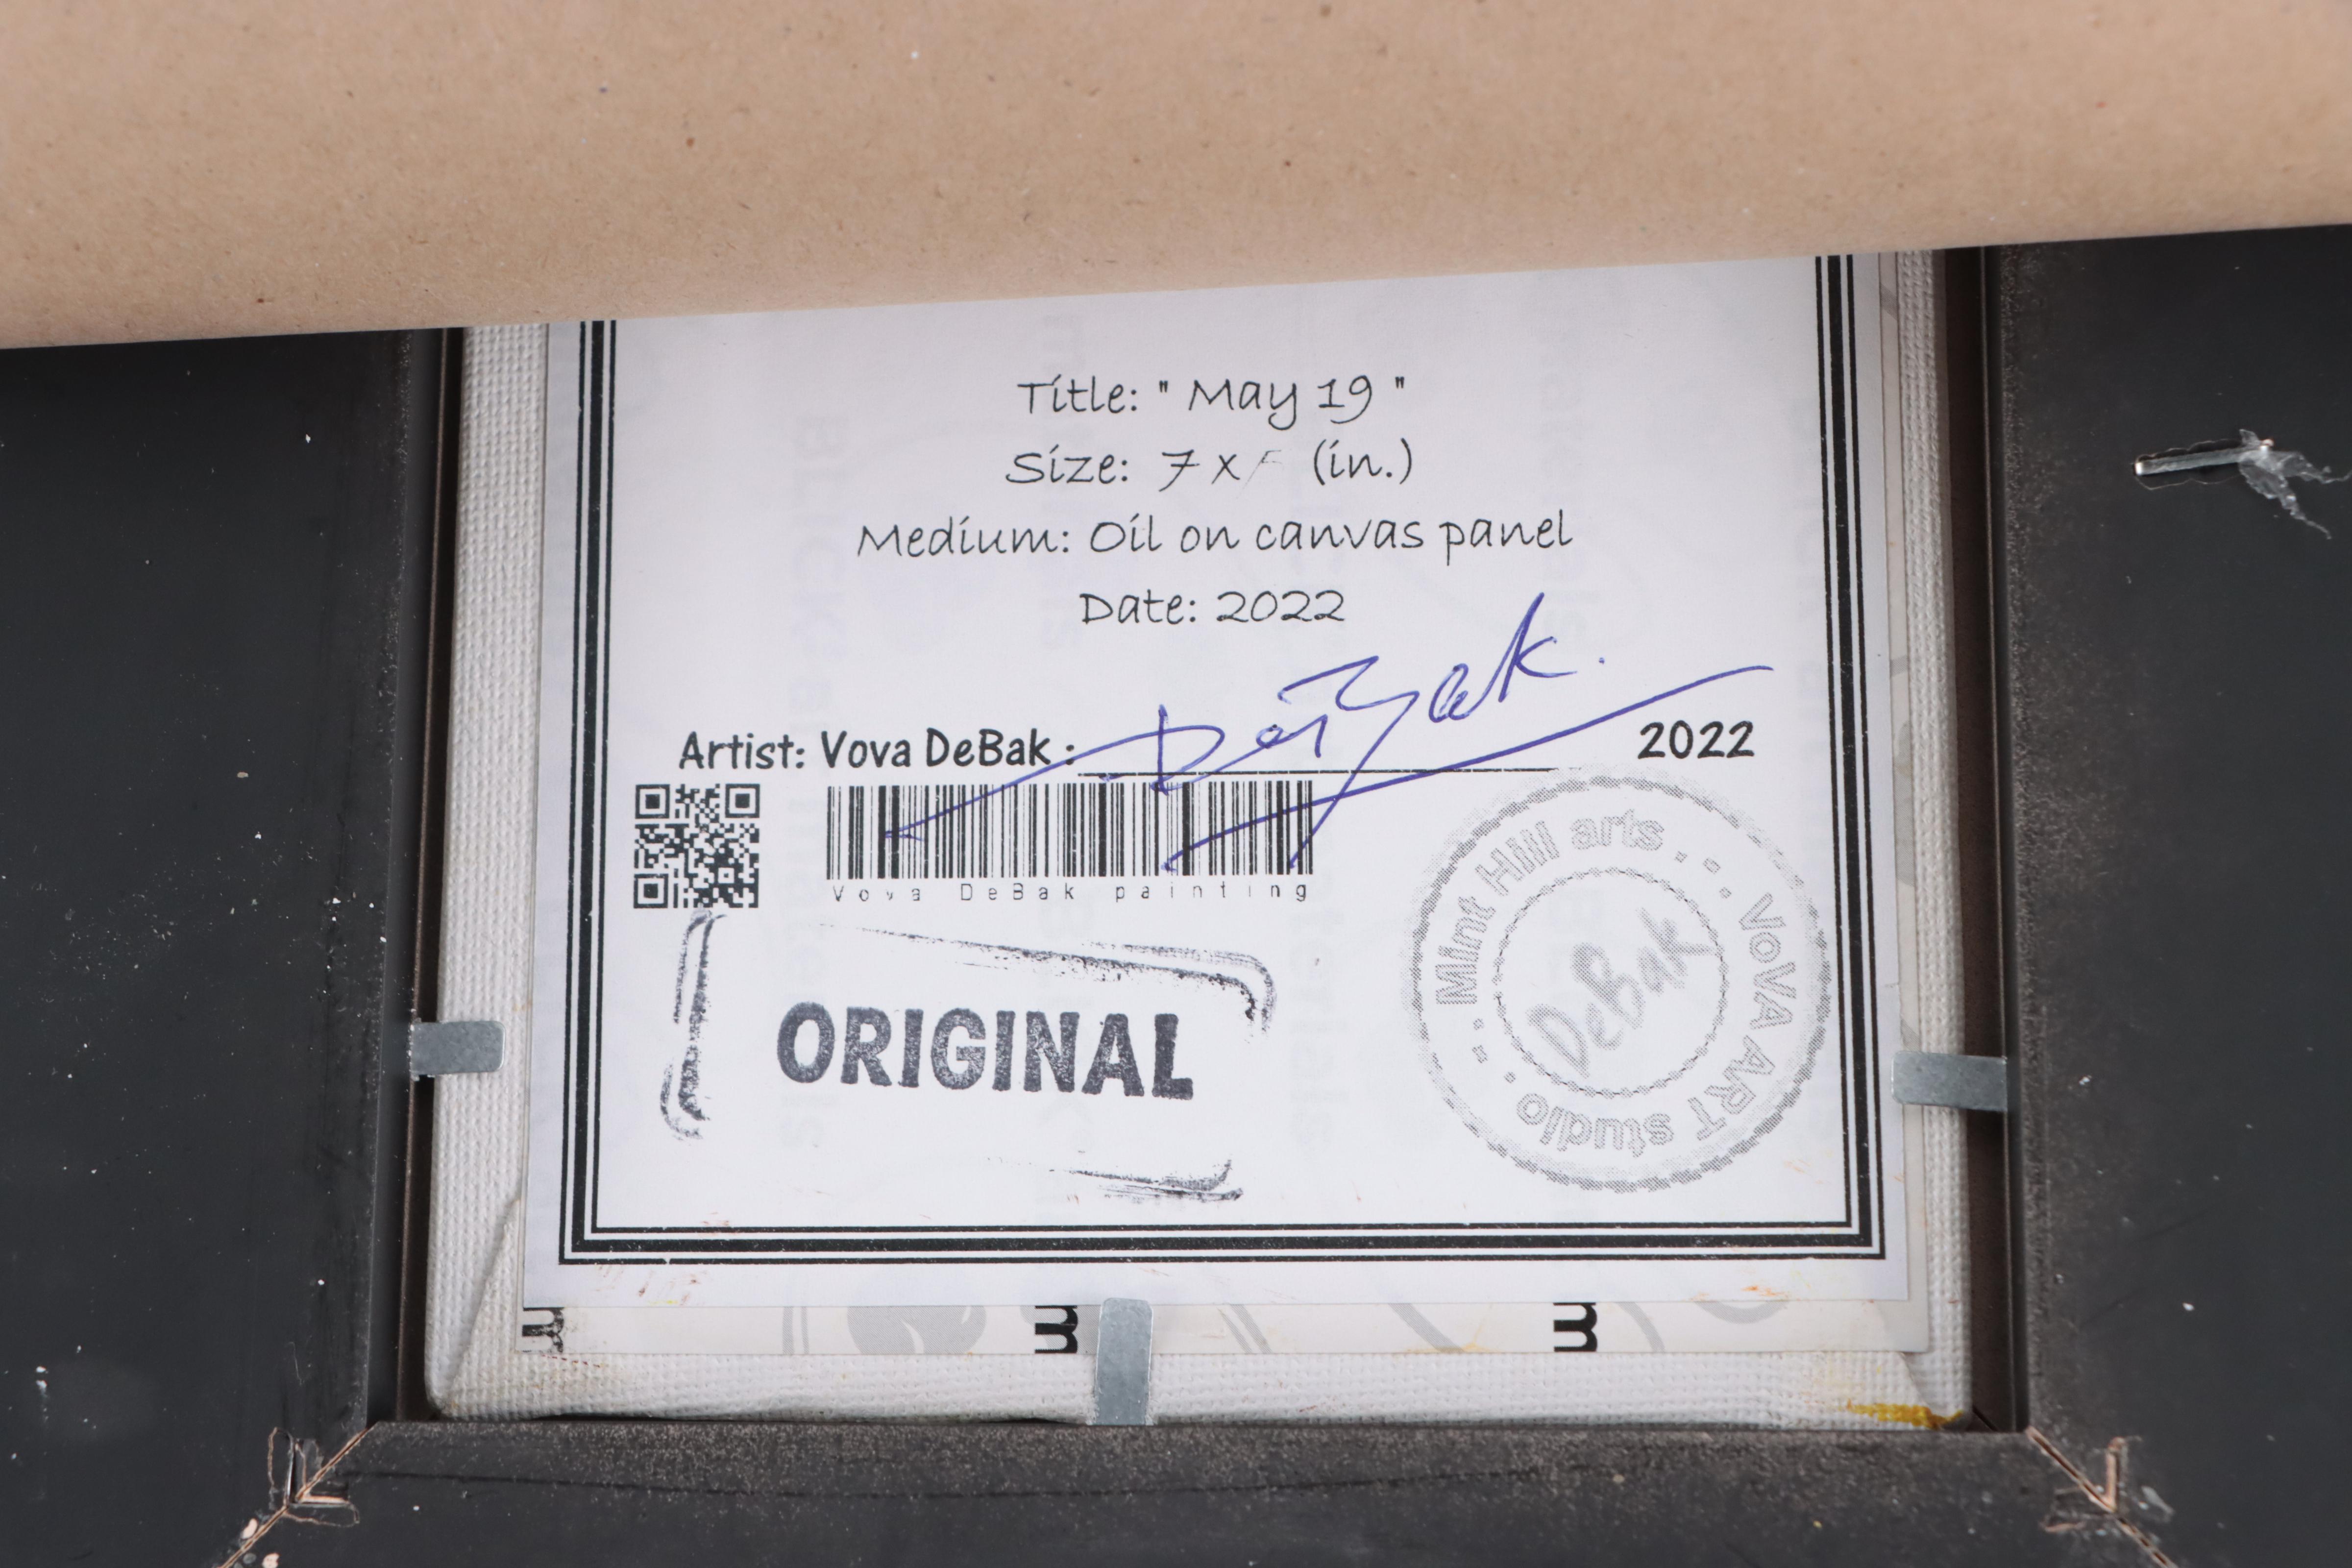 Title: " May 19 "
Size: 7 x (in.)
Medium: Oil on canvas panel
Date: 2022
DeBak.
Artist: Vova DeBak : 2022
Vova DeBak painting
ORIGINAL
Mint Hill arts
VoVA ART studio
DeBak
m
m
m